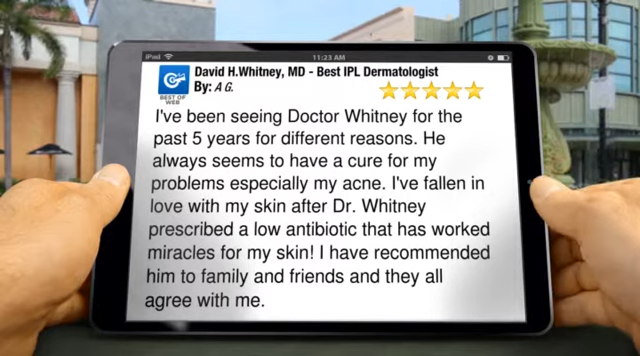 iPod
11:23 AM
David H.Whitney, MD - Best IPL Dermatologist
By: A G.
BEST OF
WEB
I've been seeing Doctor Whitney for the
past 5 years for different reasons. He
always seems to have a cure for my
problems especially my acne. I've fallen in
love with my skin after Dr. Whitney
prescribed a low antibiotic that has worked
miracles for my skin! I have recommended
him to family and friends and they all
agree with me.